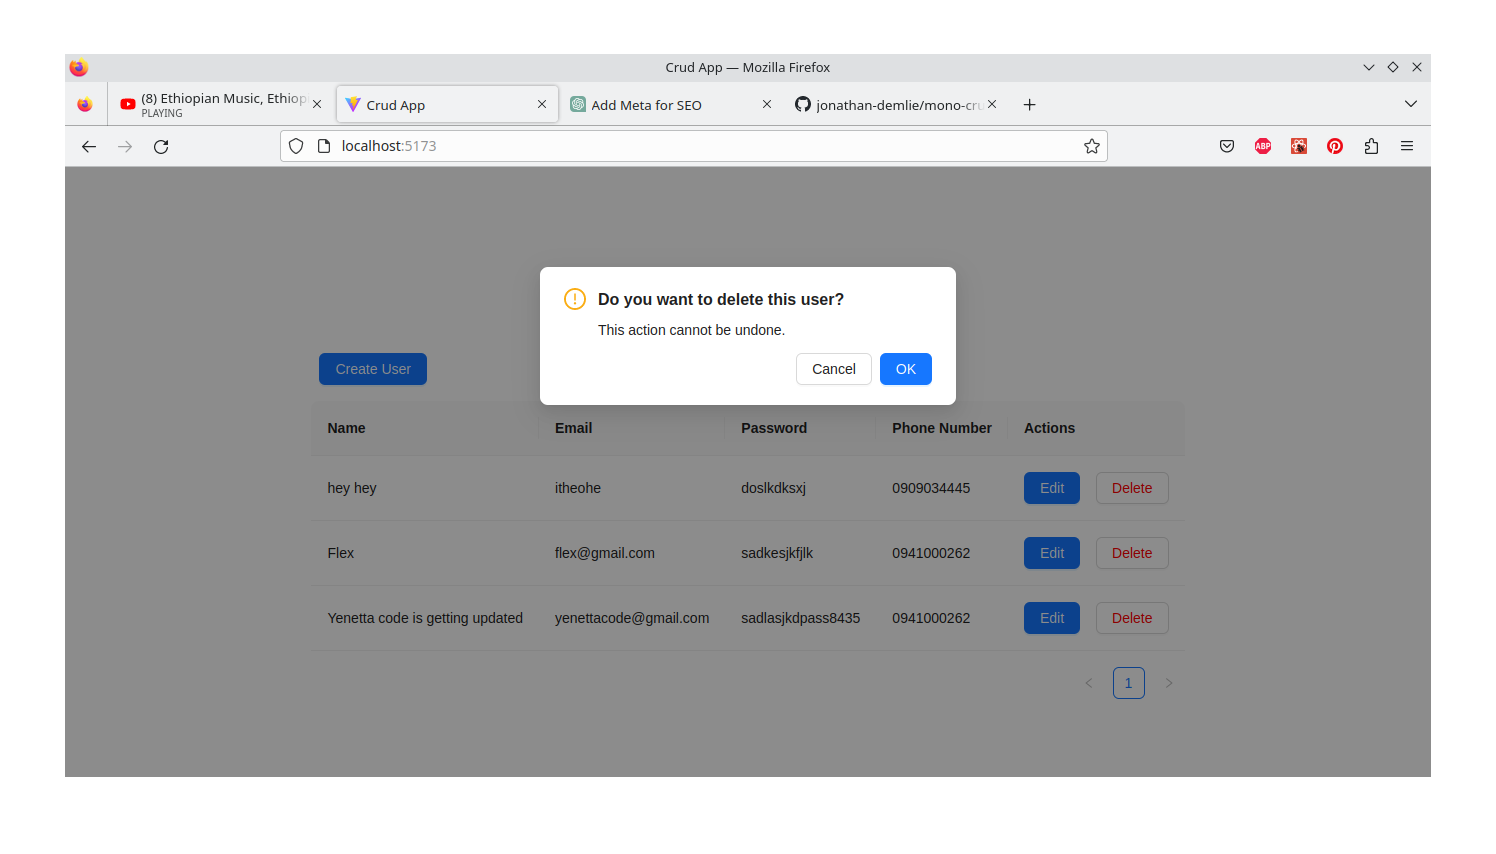 Crud App — Mozilla Firefox
(8) Ethiopian Music, Ethiop
PLAYING
Crud App
Add Meta for SEO
jonathan-demlie/mono-cru
localhost:5173
ABP
Do you want to delete this user?
This action cannot be undone.
Cancel OK
Create User
Name Email Password Phone Number Actions
hey hey itheohe doslkdksxj 0909034445 Edit Delete
Flex flex@gmail.com sadkesjkfjlk 0941000262 Edit Delete
Yenetta code is getting updated yenettacode@gmail.com sadlasjkdpass8435 0941000262 Edit Delete
1